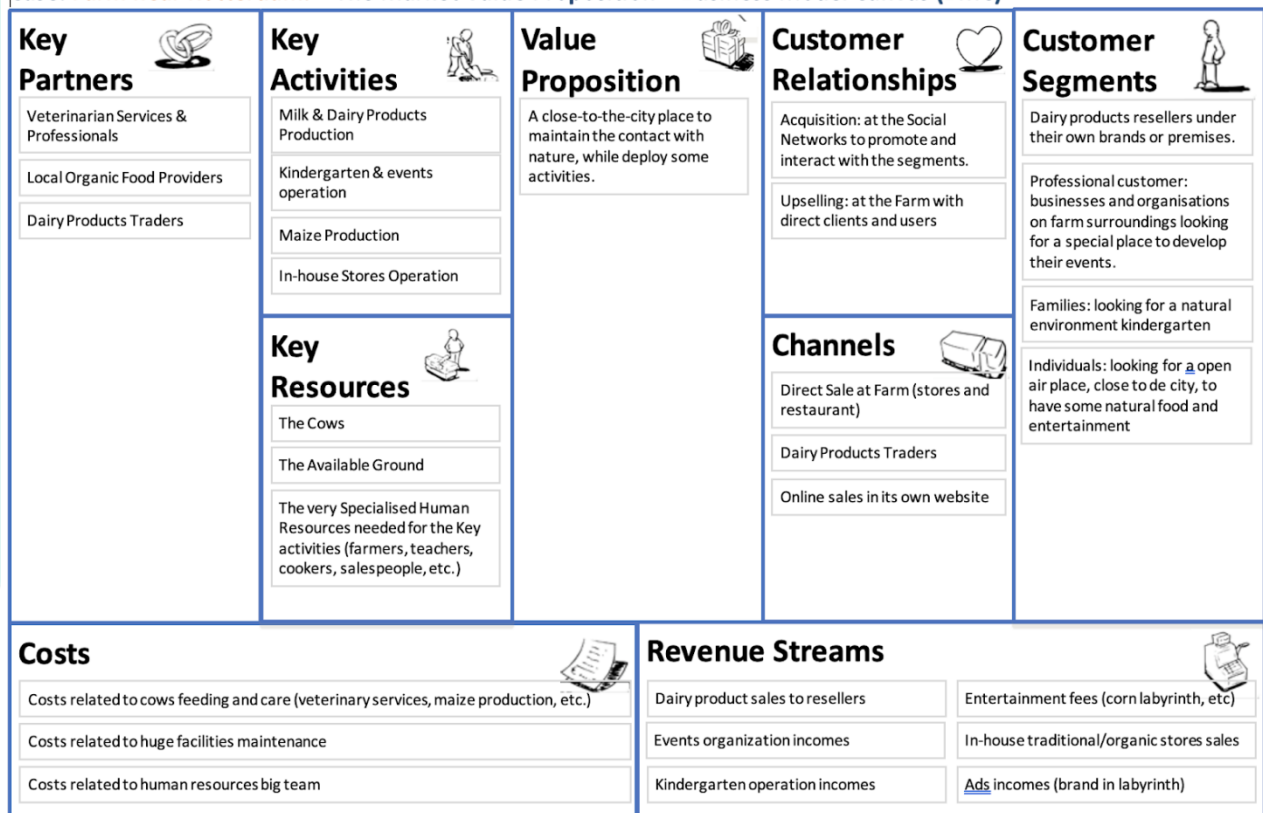 Key
Partners
Veterinarian Services &
Professionals
Local Organic Food Providers
Dairy Products Traders
Key
Activities
Milk & Dairy Products
Production
Kindergarten & events
operation
Maize Production
In-house Stores Operation
Key
Resources
The Cows
The Available Ground
The very Specialised Human
Resources needed for the Key
activities (farmers, teachers,
cookers, salespeople, etc.)
Value
Proposition
A close-to-the-city place to
maintain the contact with
nature, while deploy some
activities.
Customer
Relationships
Acquisition: at the Social
Networks to promote and
interact with the segments.
Upselling: at the Farm with
direct clients and users
Channels
Direct Sale at Farm (stores and
restaurant)
Dairy Products Traders
Online sales in its own website
Customer
Segments
Dairy products resellers under
their own brands or premises.
Professional customer:
businesses and organisations
on farm surroundings looking
for a special place to develop
their events.
Families: looking for a natural
environment kindergarten
Individuals: looking for a open
air place, close to de city, to
have some natural food and
entertainment
Costs
Costs related to cows feeding and care (veterinary services, maize production, etc.)
Costs related to huge facilities maintenance
Costs related to human resources big team
Revenue Streams
Dairy product sales to resellers
Events organization incomes
Kindergarten operation incomes
Entertainment fees (corn labyrinth, etc)
In-house traditional/organic stores sales
Ads incomes (brand in labyrinth)